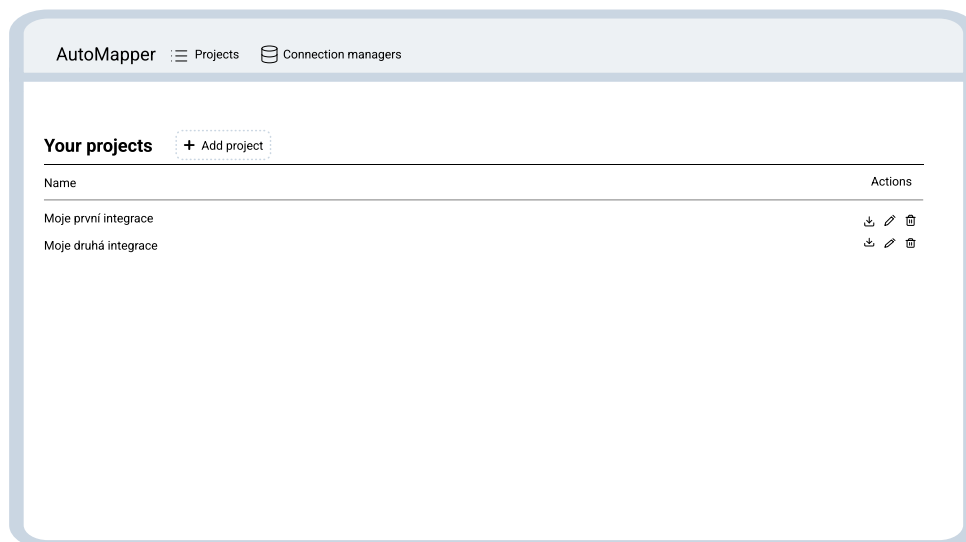 AutoMapper Projects Connection managers
Your projects + Add project
Name Actions
Moje první integrace
Moje druhá integrace